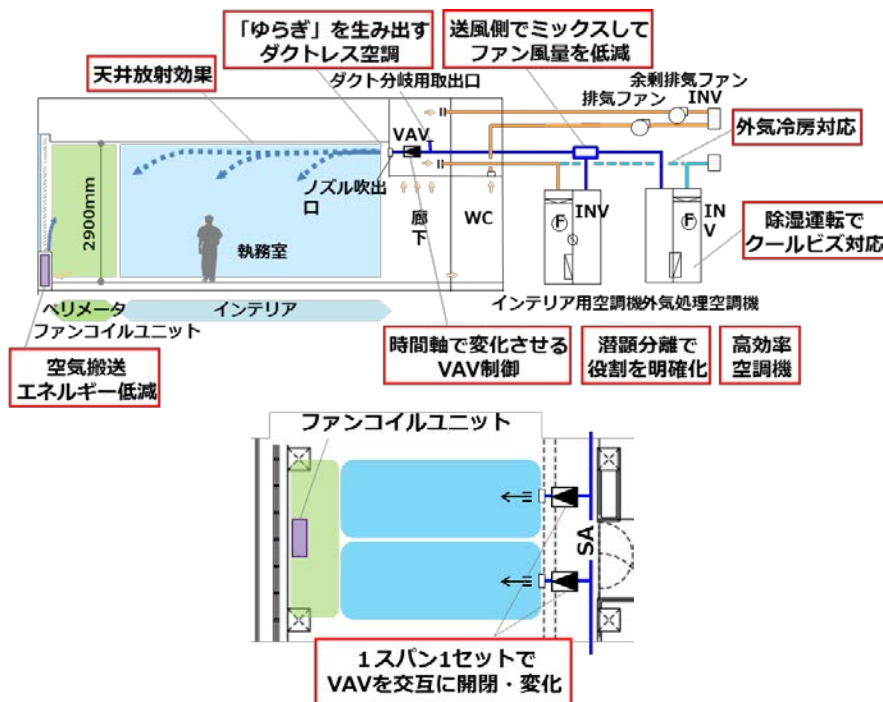 「ゆらぎ」を生み出す
ダクトレス空調
送風側でミックスして
ファン風量を低減
天井放射効果
ダクト分岐用取出口
余剰排気ファン
排気ファン
INV
外気冷房対応
VAV
ノズル吹出
口
廊
下
WC
INV
IN
V
F
F
除湿運転で
クールビズ対応
2900mm
執務室
インテリア用空調機
外気処理空調機
ペリメータ
インテリア
ファンコイルユニット
空気搬送
エネルギー低減
時間軸で変化させる
VAV制御
潜顕分離で
役割を明確化
高効率
空調機
ファンコイルユニット
SA
1スパン1セットで
VAVを交互に開閉・変化